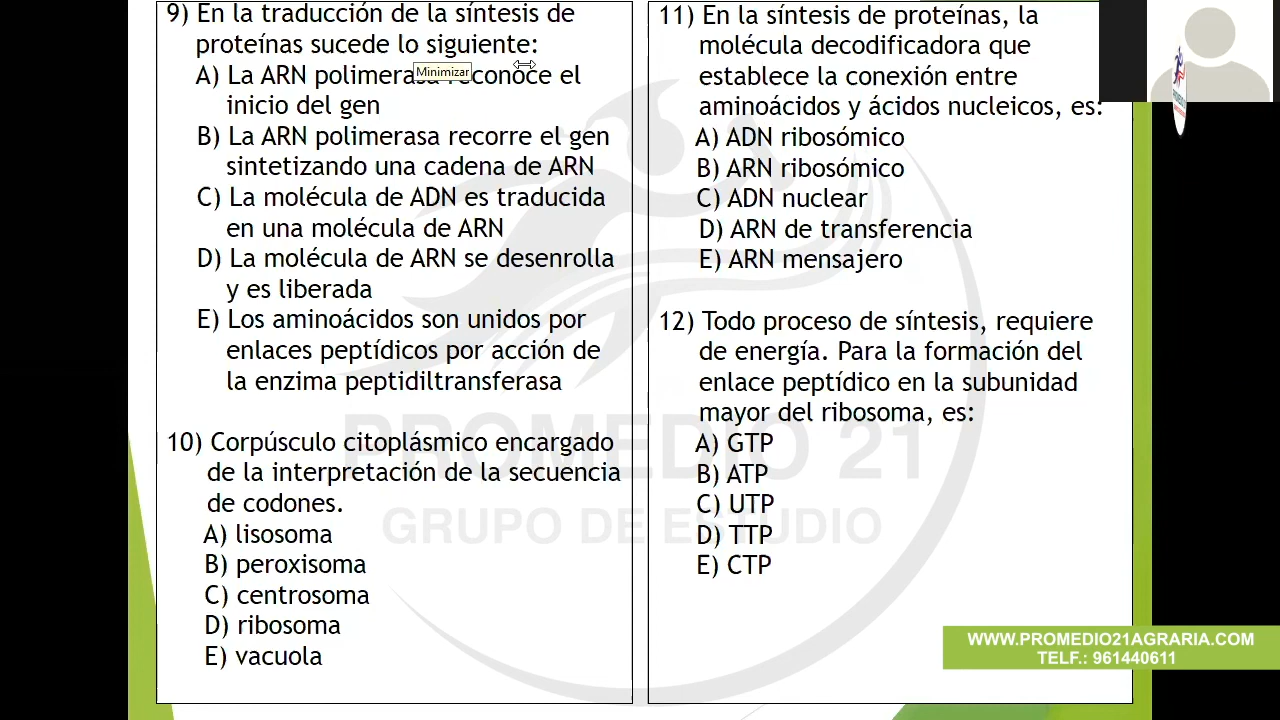 9) En la traducción de la síntesis de
proteínas sucede lo siguiente:
A) La ARN polimerasa reconoce el
inicio del gen
B) La ARN polimerasa recorre el gen
sintetizando una cadena de ARN
C) La molécula de ADN es traducida
en una molécula de ARN
D) La molécula de ARN se desenrolla
y es liberada
E) Los aminoácidos son unidos por
enlaces peptídicos por acción de
la enzima peptidiltransferasa
10) Corpúsculo citoplásmico encargado
de la interpretación de la secuencia
de codones.
A) lisosoma
B) peroxisoma
C) centrosoma
D) ribosoma
E) vacuola
Minimizar
11) En la síntesis de proteínas, la
molécula decodificadora que
establece la conexión entre
aminoácidos y ácidos nucleicos, es:
A) ADN ribosómico
B) ARN ribosómico
C) ADN nuclear
D) ARN de transferencia
E) ARN mensajero
12) Todo proceso de síntesis, requiere
de energía. Para la formación del
enlace peptídico en la subunidad
mayor del ribosoma, es:
A) GTP
B) ATP
C) UTP
D) TTP
E) CTP
PROMEDIO 21
GRUPO DE ESTUDIO
WWW.PROMEDIO21AGRARIA.COM
TELF.: 961440611